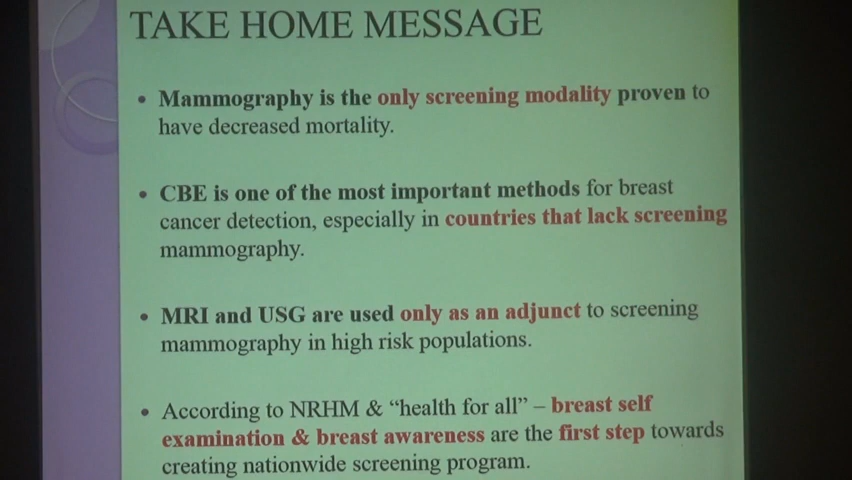 TAKE HOME MESSAGE
• Mammography is the only screening modality proven to
have decreased mortality.
• CBE is one of the most important methods for breast
cancer detection, especially in countries that lack screening
mammography.
• MRI and USG are used only as an adjunct to screening
mammography in high risk populations.
• According to NRHM & “health for all” – breast self
examination & breast awareness are the first step towards
creating nationwide screening program.